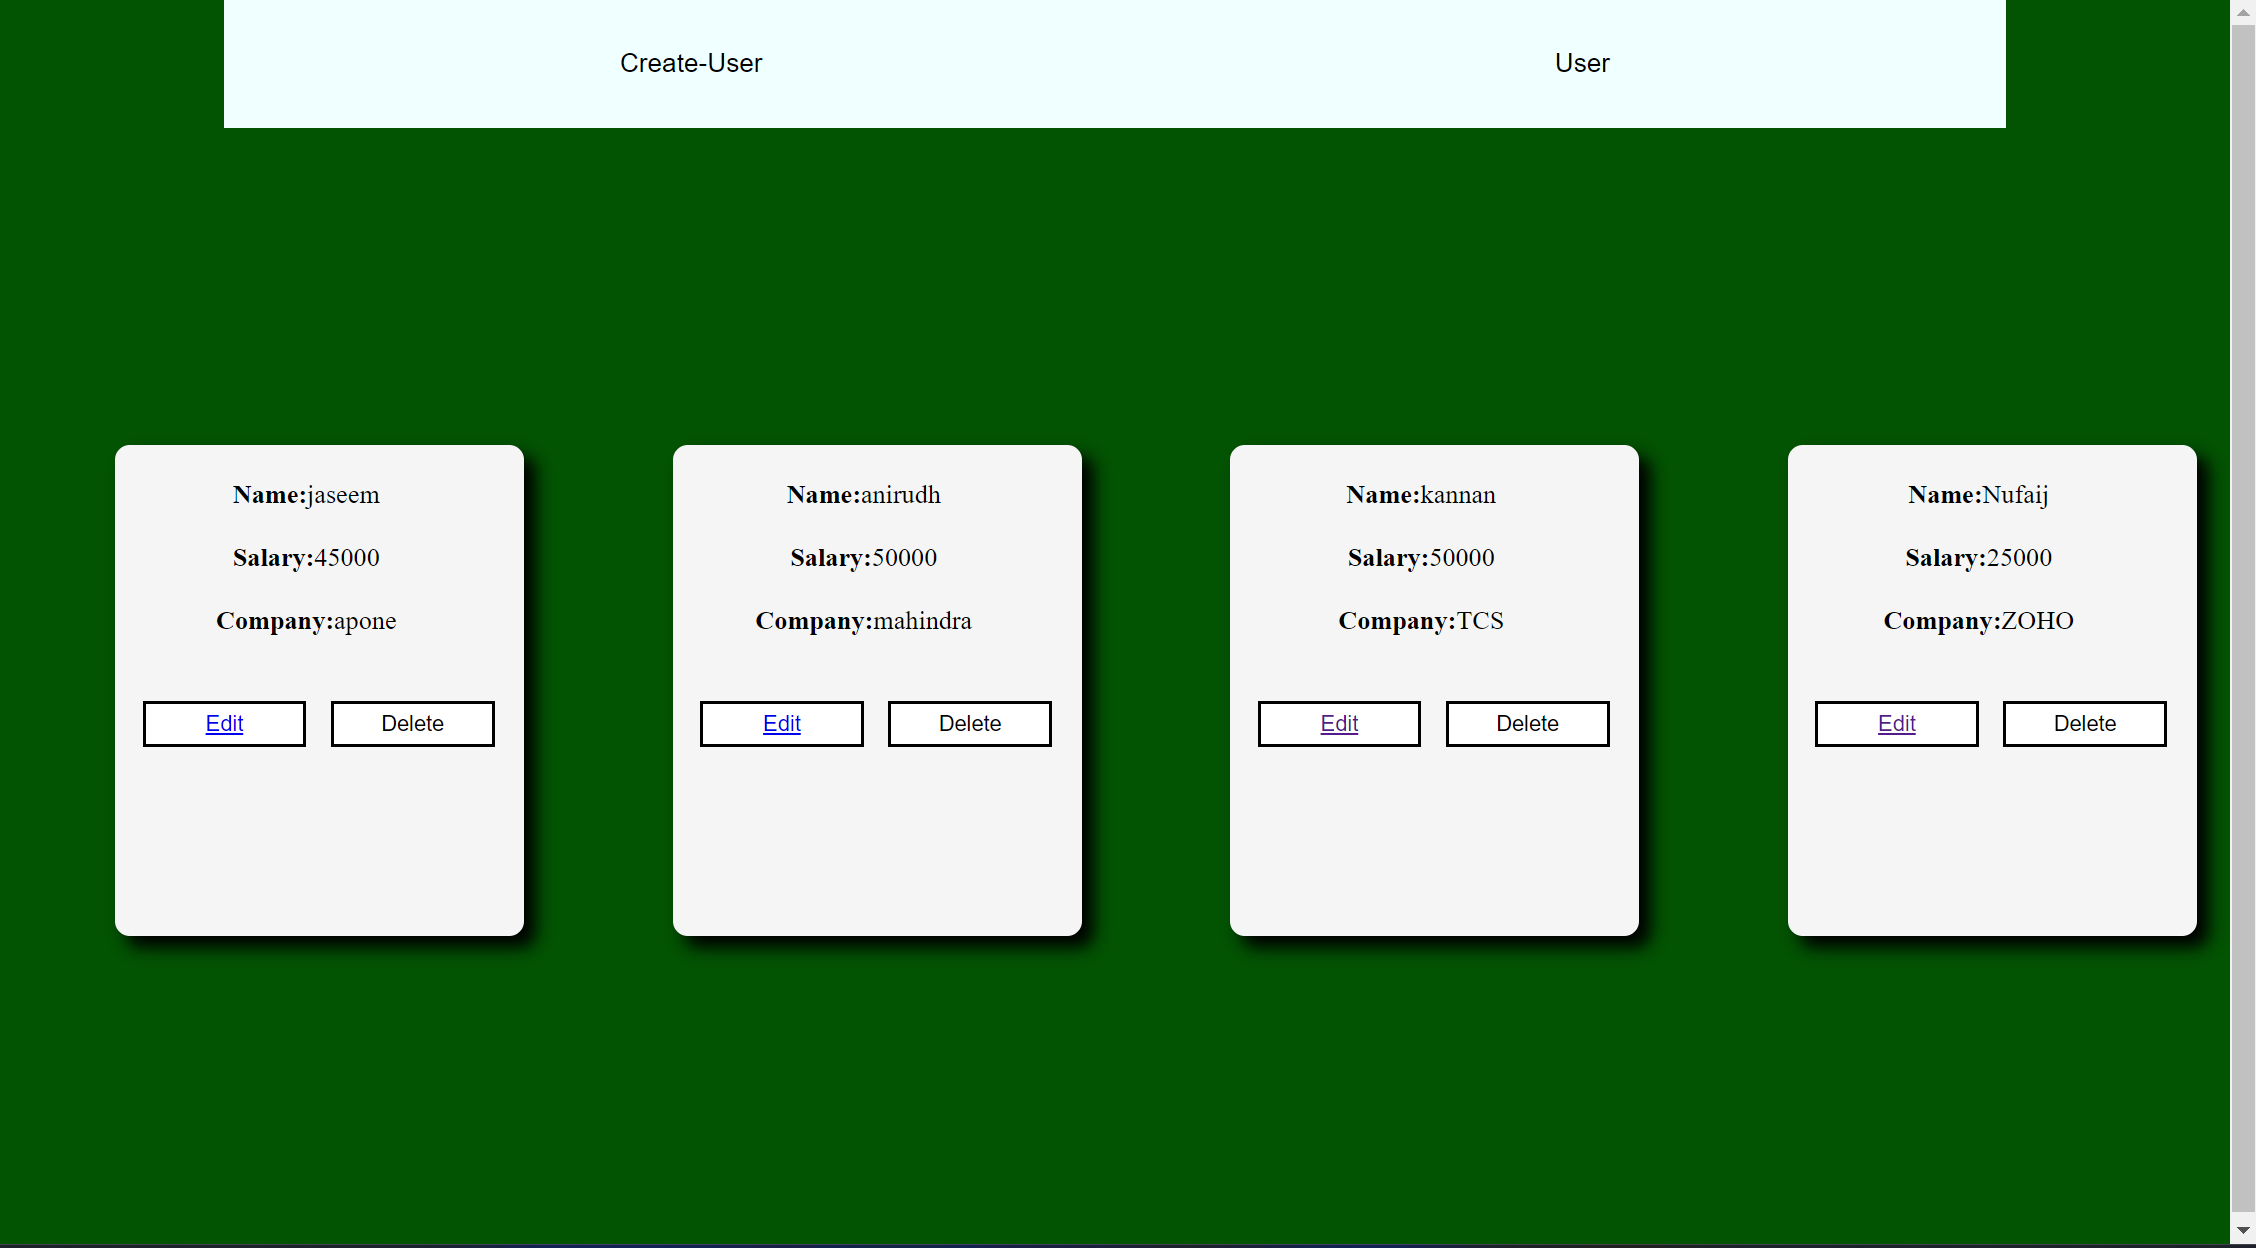 Create-User
User
Name:jaseem
Salary:45000
Company:apone
Edit
Delete
Name:anirudh
Salary:50000
Company:mahindra
Edit
Delete
Name:kannan
Salary:50000
Company:TCS
Edit
Delete
Name:Nufaij
Salary:25000
Company:ZOHO
Edit
Delete